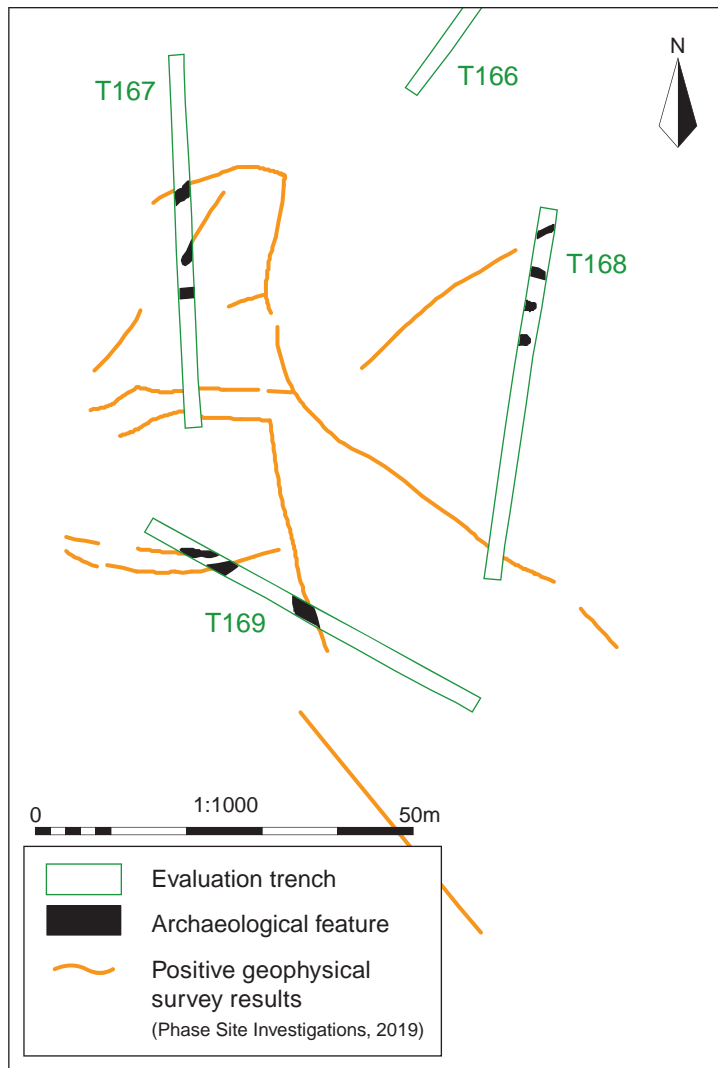 T166
N
T167
T168
T169
1:1000
0 50m
Evaluation trench
Archaeological feature
Positive geophysical
survey results
(Phase Site Investigations, 2019)